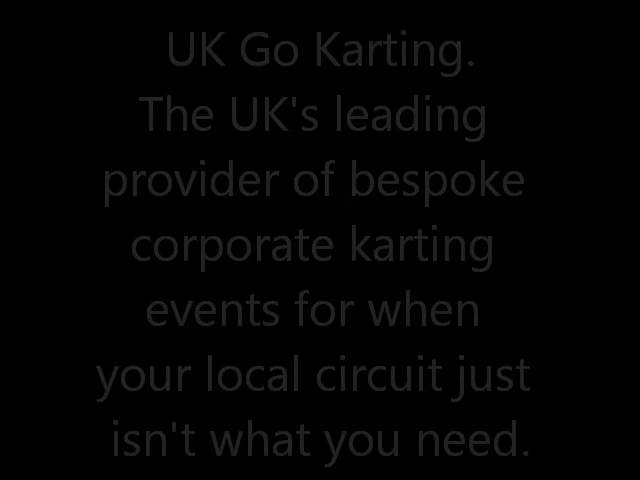 UK Go Karting.
The UK's leading
provider of bespoke
corporate karting
events for when
your local circuit just
isn't what you need.